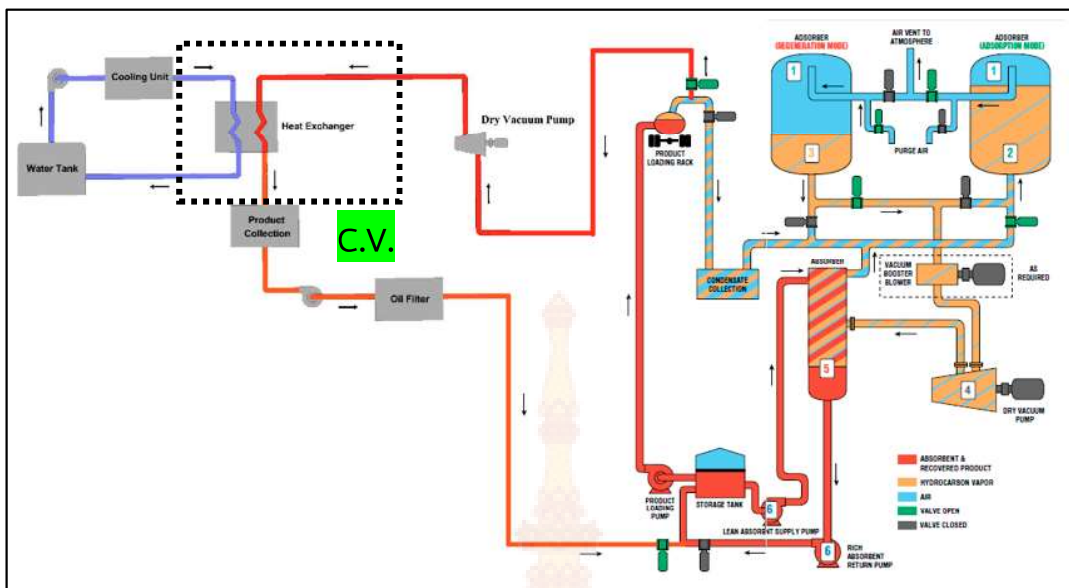 Cooling Unit
Water Tank
Heat Exchanger
Product
Collection
C.V.
Oil Filter
Dry Vacuum Pump
PRODUCT
LOADING RACK
CONDENSATE
COLLECTION
ADSORBER
(REGENERATION MODE)
AIR VENT TO
ATMOSPHERE
ADSORBER
(ADSORPTION MODE)
1
1
PURGE AIR
3
2
ABSORBER
VACUUM
BOOSTER
BLOWER
AS
REQUIRED
5
4
DRY VACUUM
PUMP
PRODUCT
LOADING
PUMP
STORAGE TANK
6
LEAN ABSORENT SUPPLY PUMP
6
RICH
ABSORENT
RETURN PUMP
ABSORBENT &
RECOVERED PRODUCT
HYDROCARBON VAPOR
AIR
VALVE OPEN
VALVE CLOSED